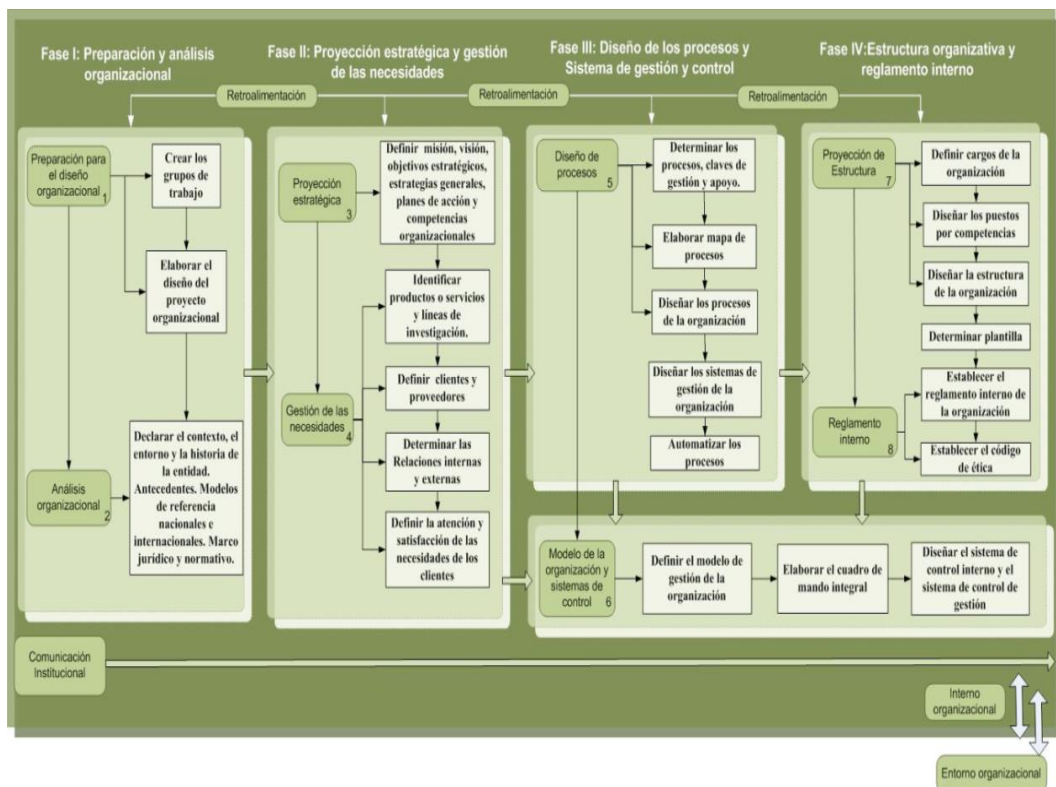 Fase I: Preparación y análisis
organizacional
Fase II: Proyección estratégica y gestión
de las necesidades
Fase III: Diseño de los procesos y
Sistema de gestión y control
Fase IV:Estructura organizativa y
reglamento interno
Retroalimentación
Retroalimentación
Retroalimentación
Preparación para
el diseño
organizacional
1
Crear los
grupos de
trabajo
Elaborar el
diseño del
proyecto
organizacional
Análisis
organizacional
2
Declarar el contexto, el
entorno y la historia de
la entidad.
Antecedentes. Modelos
de referencia
nacionales e
internacionales. Marco
jurídico y normativo.
Proyección
estratégica
3
Definir misión, visión,
objetivos estratégicos,
estrategias generales,
planes de acción y
competencias
organizacionales
Identificar
productos o servicios
y líneas de
investigación.
Gestión de las
necesidades
4
Definir clientes y
proveedores
Determinar las
Relaciones internas
y externas
Definir la atención y
satisfacción de las
necesidades de los
clientes
Diseño de
procesos
5
Determinar los
procesos, claves de
gestión y apoyo.
Elaborar mapa de
procesos
Diseñar los procesos
de la organización
Diseñar los sistemas de
gestión de la
organización
Automatizar los
procesos
Proyección de
Estructura
7
Definir cargos de la
organización
Diseñar los puestos
por competencias
Diseñar la estructura
de la organización
Determinar plantilla
Reglamento
interno
8
Establecer el
reglamento interno de
la organización
Establecer el código
de ética
Modelo de la
organización y
sistemas de
control
6
Definir el modelo de
gestión de la
organización
Elaborar el cuadro de
mando integral
Diseñar el sistema de
control interno y el
sistema de control de
gestión
Comunicación
Institucional
Interno
organizacional
Entorno organizacional